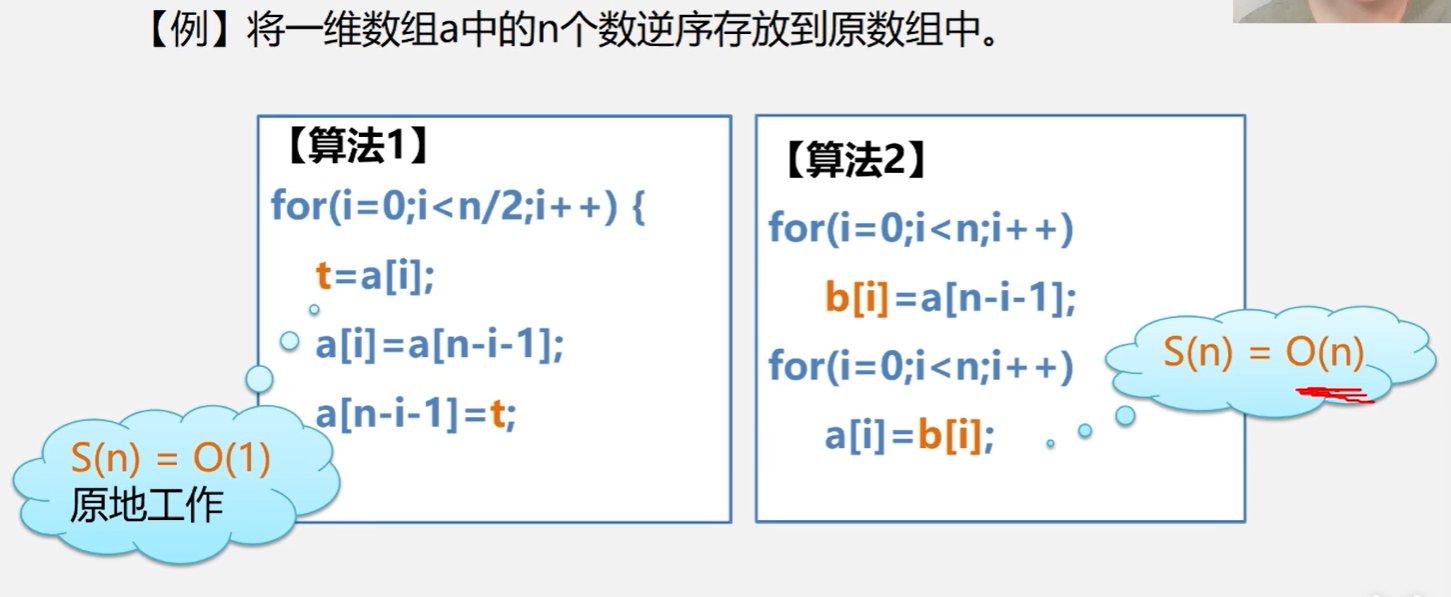 【例】将一维数组a中的n个数逆序存放到原数组中。
【算法1】
for(i=0;i<n/2;i++) {
t=a[i];
a[i]=a[n-i-1];
a[n-i-1]=t;
S(n) = O(1)
原地工作
【算法2】
for(i=0;i<n;i++)
b[i]=a[n-i-1];
for(i=0;i<n;i++)
a[i]=b[i];
S(n) = O(n)